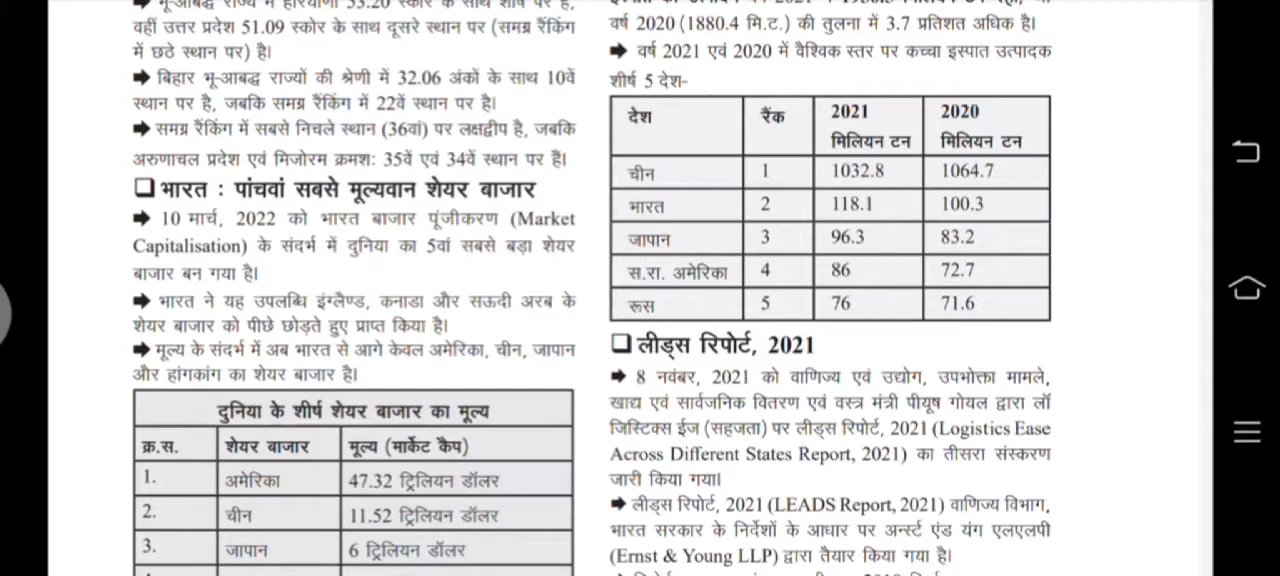 वहीं उत्तर प्रदेश 51.09 स्कोर के साथ दूसरे स्थान पर (समग्र रैंकिंग
में छठे स्थान पर) है।
➡ बिहार भू-आबद्ध राज्यों की श्रेणी में 32.06 अंकों के साथ 10वें
स्थान पर है, जबकि समग्र रैंकिंग में 22वें स्थान पर है।
➡ समग्र रैंकिंग में सबसे निचले स्थान (36वां) पर लक्षद्वीप है, जबकि
अरुणाचल प्रदेश एवं मिजोरम क्रमशः 35वें एवं 34वें स्थान पर हैं।
❑ भारत : पांचवां सबसे मूल्यवान शेयर बाजार
➡ 10 मार्च, 2022 को भारत बाजार पूंजीकरण (Market
Capitalisation) के संदर्भ में दुनिया का 5वां सबसे बड़ा शेयर
बाजार बन गया है।
➡ भारत ने यह उपलब्धि इंग्लैण्ड, कनाडा और सऊदी अरब के
शेयर बाजार को पीछे छोड़ते हुए प्राप्त किया है।
➡ मूल्य के संदर्भ में अब भारत से आगे केवल अमेरिका, चीन, जापान
और हांगकांग का शेयर बाजार है।
दुनिया के शीर्ष शेयर बाजार का मूल्य
क्र.स. शेयर बाजार मूल्य (मार्केट कैप)
1. अमेरिका 47.32 ट्रिलियन डॉलर
2. चीन 11.52 ट्रिलियन डॉलर
3. जापान 6 ट्रिलियन डॉलर
वर्ष 2020 (1880.4 मि.ट.) की तुलना में 3.7 प्रतिशत अधिक है।
➡ वर्ष 2021 एवं 2020 में वैश्विक स्तर पर कच्चा इस्पात उत्पादक
शीर्ष 5 देश-
देश रैंक 2021 2020
मिलियन टन मिलियन टन
चीन 1 1032.8 1064.7
भारत 2 118.1 100.3
जापान 3 96.3 83.2
स.रा. अमेरिका 4 86 72.7
रूस 5 76 71.6
❑ लीड्स रिपोर्ट, 2021
➡ 8 नवंबर, 2021 को वाणिज्य एवं उद्योग, उपभोक्ता मामले,
खाद्य एवं सार्वजनिक वितरण एवं वस्त्र मंत्री पीयूष गोयल द्वारा लॉ
जिस्टिक्स ईज (सहजता) पर लीड्स रिपोर्ट, 2021 (Logistics Ease
Across Different States Report, 2021) का तीसरा संस्करण
जारी किया गया।
➡ लीड्स रिपोर्ट, 2021 (LEADS Report, 2021) वाणिज्य विभाग,
भारत सरकार के निर्देशों के आधार पर अर्न्स्ट एंड यंग एलएलपी
(Ernst & Young LLP) द्वारा तैयार किया गया है।